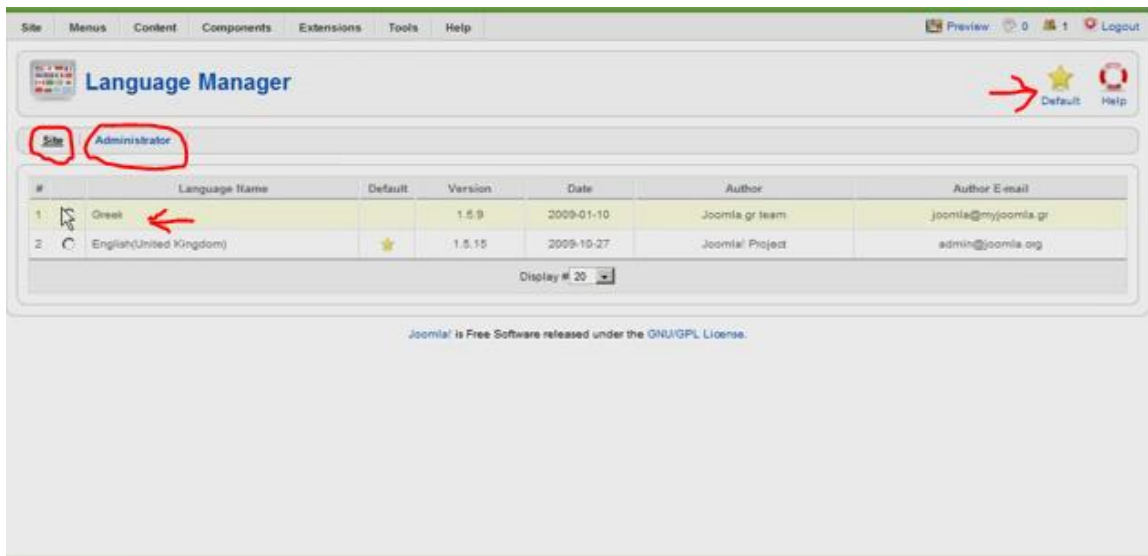 Site Menus Content Components Extensions Tools Help Preview 0 1 Logout
Language Manager
Default Help
Site Administrator
# Language Name Default Version Date Author Author E-mail
1 Greek 1.5.9 2009-01-10 Joomla.gr team joomla@myjoomla.gr
2 English(United Kingdom) 1.5.15 2009-10-27 Joomla! Project admin@joomla.org
Display # 20
Joomla! is Free Software released under the GNU/GPL License.